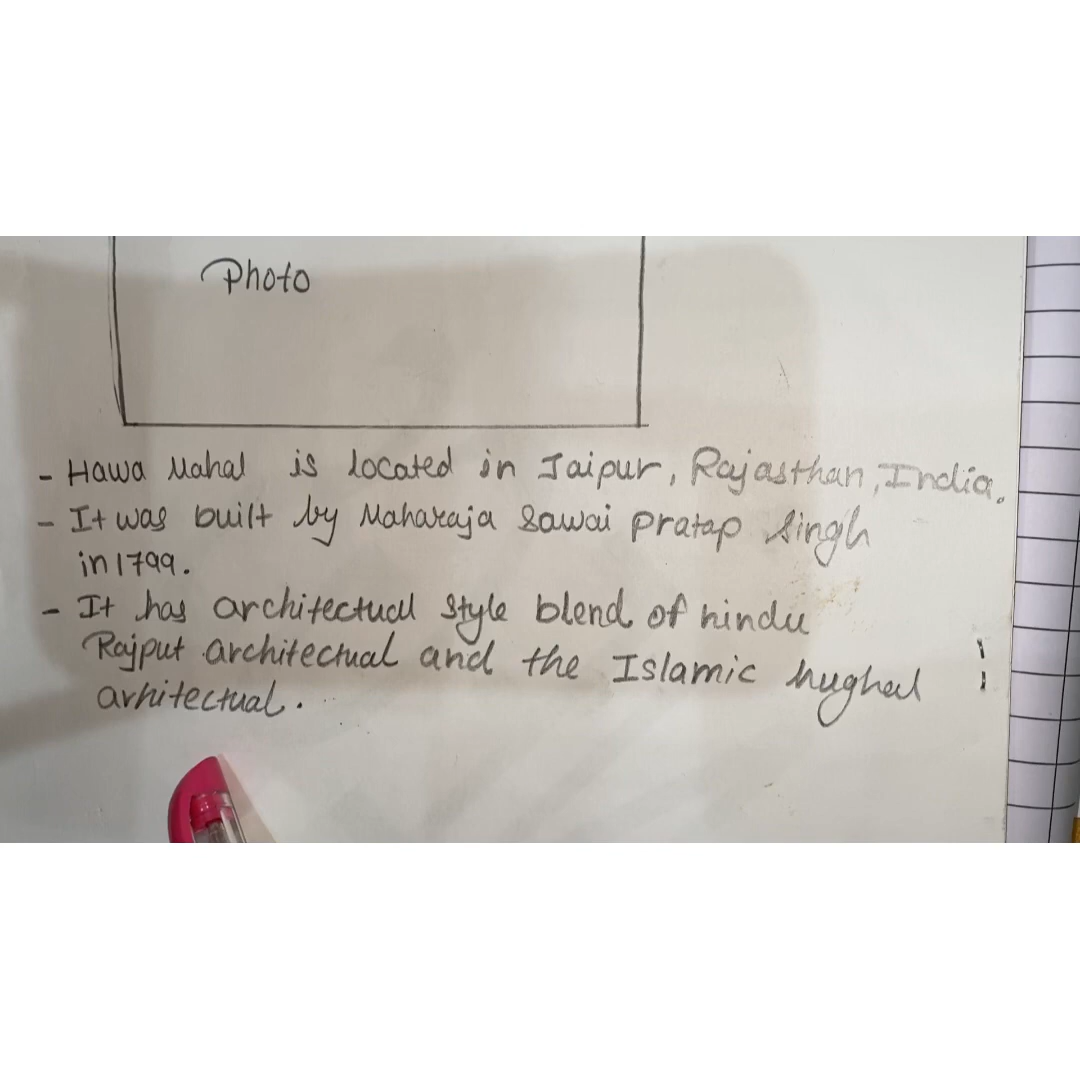 Photo
- Hawa Mahal is located in Jaipur, Rajasthan, India.
- It was built by Maharaja Sawai Pratap Singh
in 1799.
- It has architectual style blend of hindu
Rajput architectual and the Islamic hughal
arhitectual.